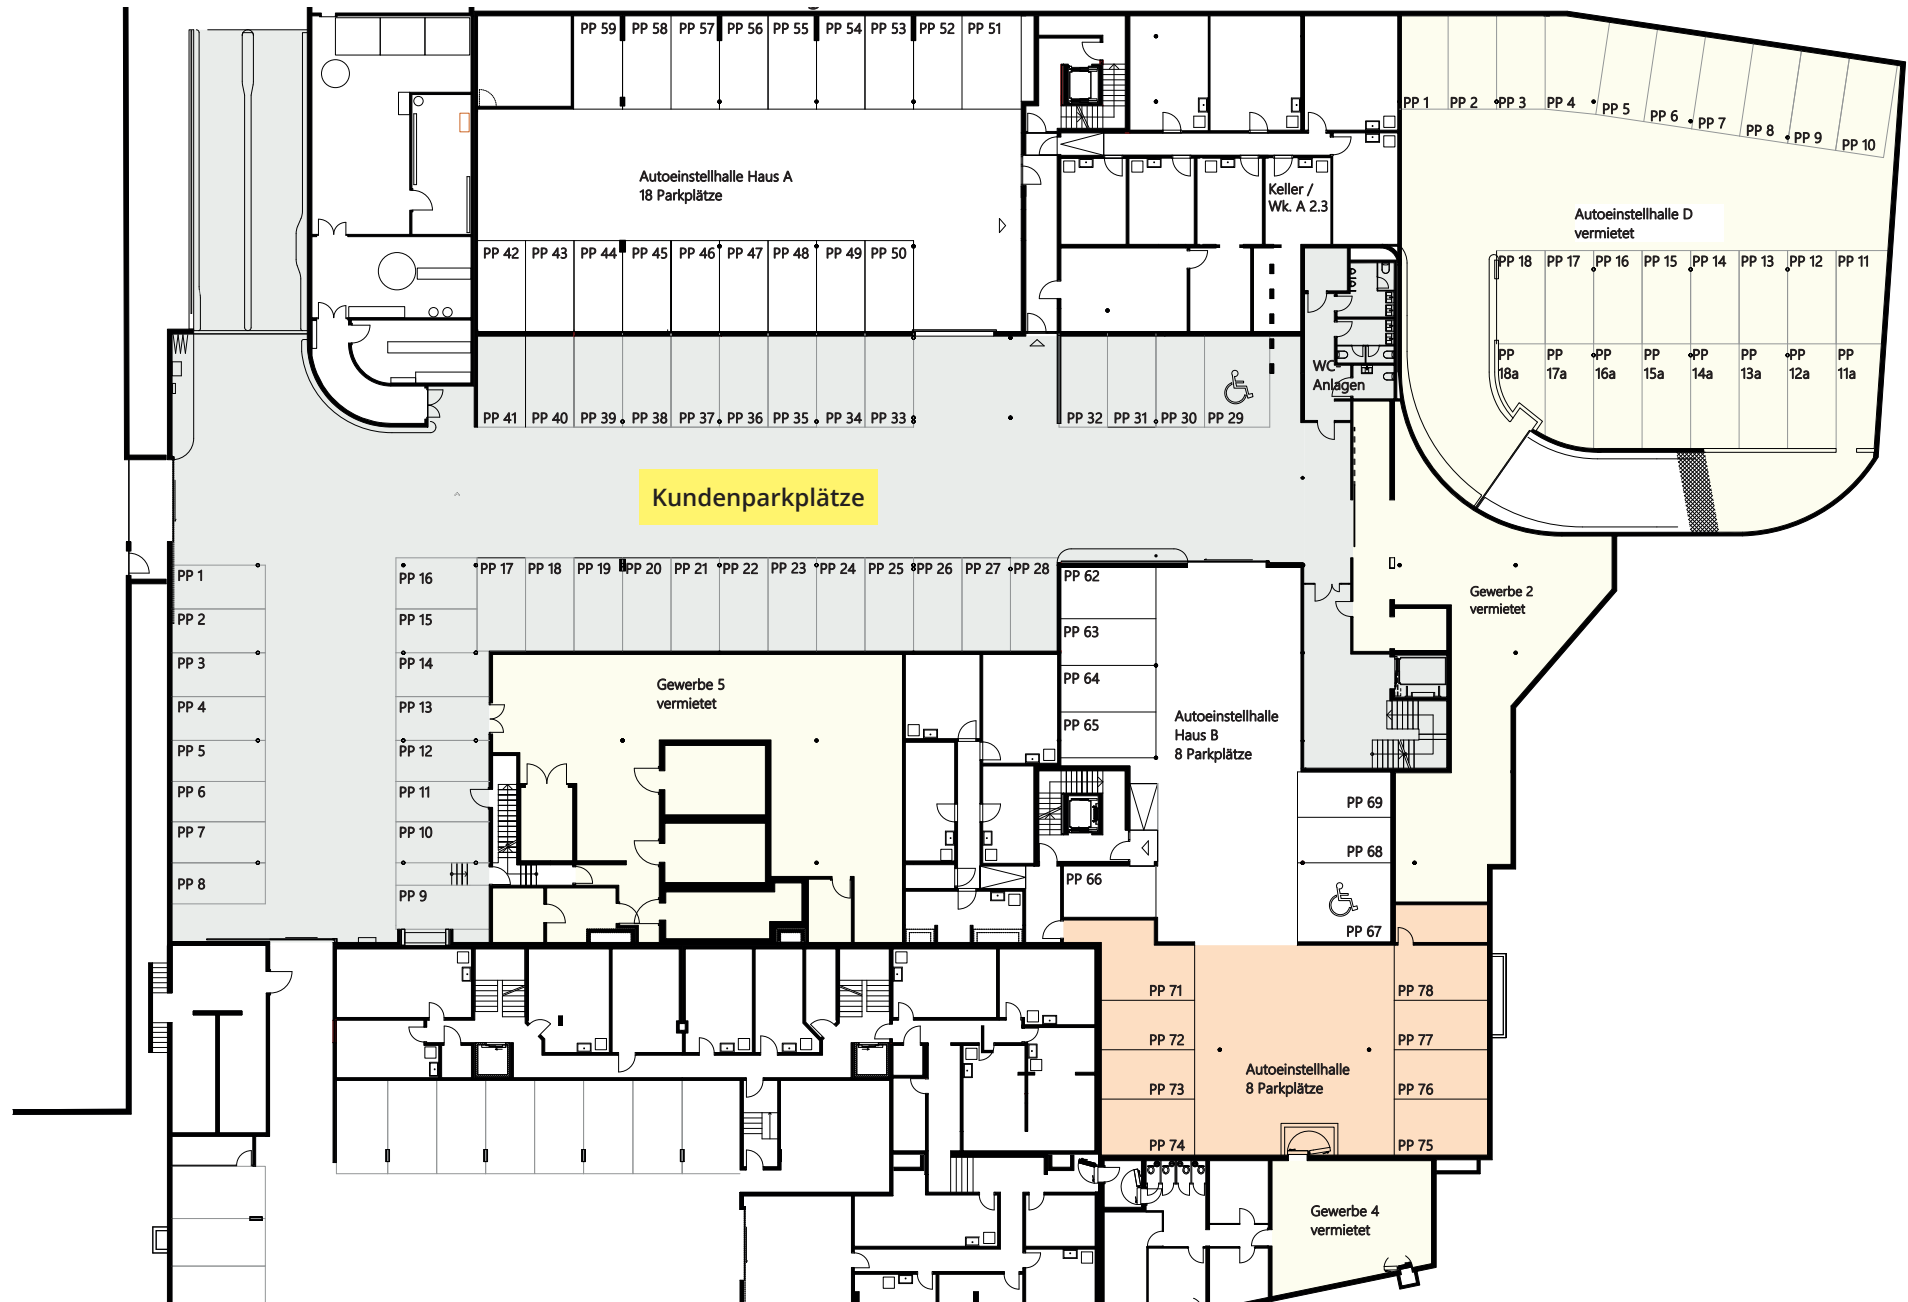 PP 59
PP 58
PP 57
PP 56
PP 55
PP 54
PP 53
PP 52
PP 51
Autoeinstellhalle Haus A
18 Parkplätze
PP 42
PP 43
PP 44
PP 45
PP 46
PP 47
PP 48
PP 49
PP 50
Keller /
Wk. A 2.3
PP 1
PP 2
PP 3
PP 4
PP 5
PP 6
PP 7
PP 8
PP 9
PP 10
Autoeinstellhalle D
vermietet
PP 18
PP 17
PP 16
PP 15
PP 14
PP 13
PP 12
PP 11
PP
18a
PP
17a
PP
16a
PP
15a
PP
14a
PP
13a
PP
12a
PP
11a
WC-
Anlagen
PP 41
PP 40
PP 39
PP 38
PP 37
PP 36
PP 35
PP 34
PP 33
PP 32
PP 31
PP 30
PP 29
Kundenparkplätze
PP 1
PP 2
PP 3
PP 4
PP 5
PP 6
PP 7
PP 8
PP 16
PP 15
PP 14
PP 13
PP 12
PP 11
PP 10
PP 9
PP 17
PP 18
PP 19
PP 20
PP 21
PP 22
PP 23
PP 24
PP 25
PP 26
PP 27
PP 28
Gewerbe 5
vermietet
PP 62
PP 63
PP 64
PP 65
PP 66
Autoeinstellhalle
Haus B
8 Parkplätze
PP 69
PP 68
PP 67
Gewerbe 2
vermietet
PP 71
PP 72
PP 73
PP 74
Autoeinstellhalle
8 Parkplätze
PP 78
PP 77
PP 76
PP 75
Gewerbe 4
vermietet